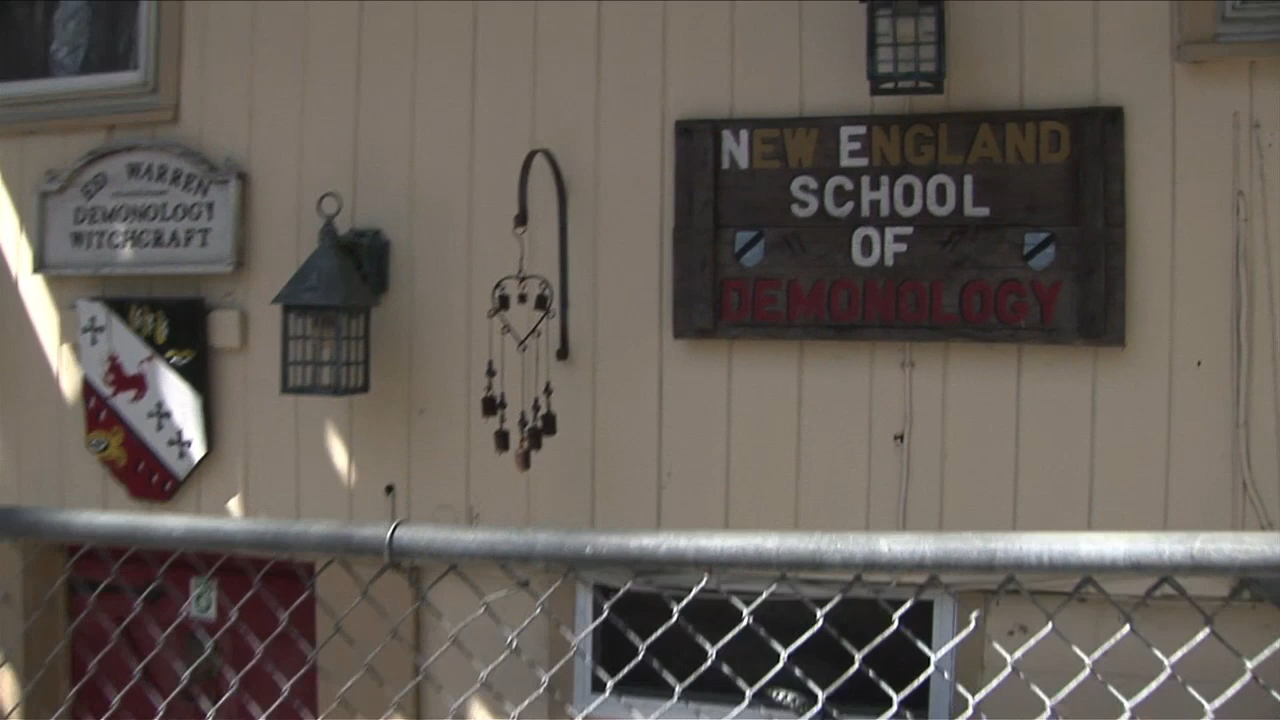 ED WARREN
DEMONOLOGY
WITCHCRAFT
NEW ENGLAND
SCHOOL
OF
DEMONOLOGY